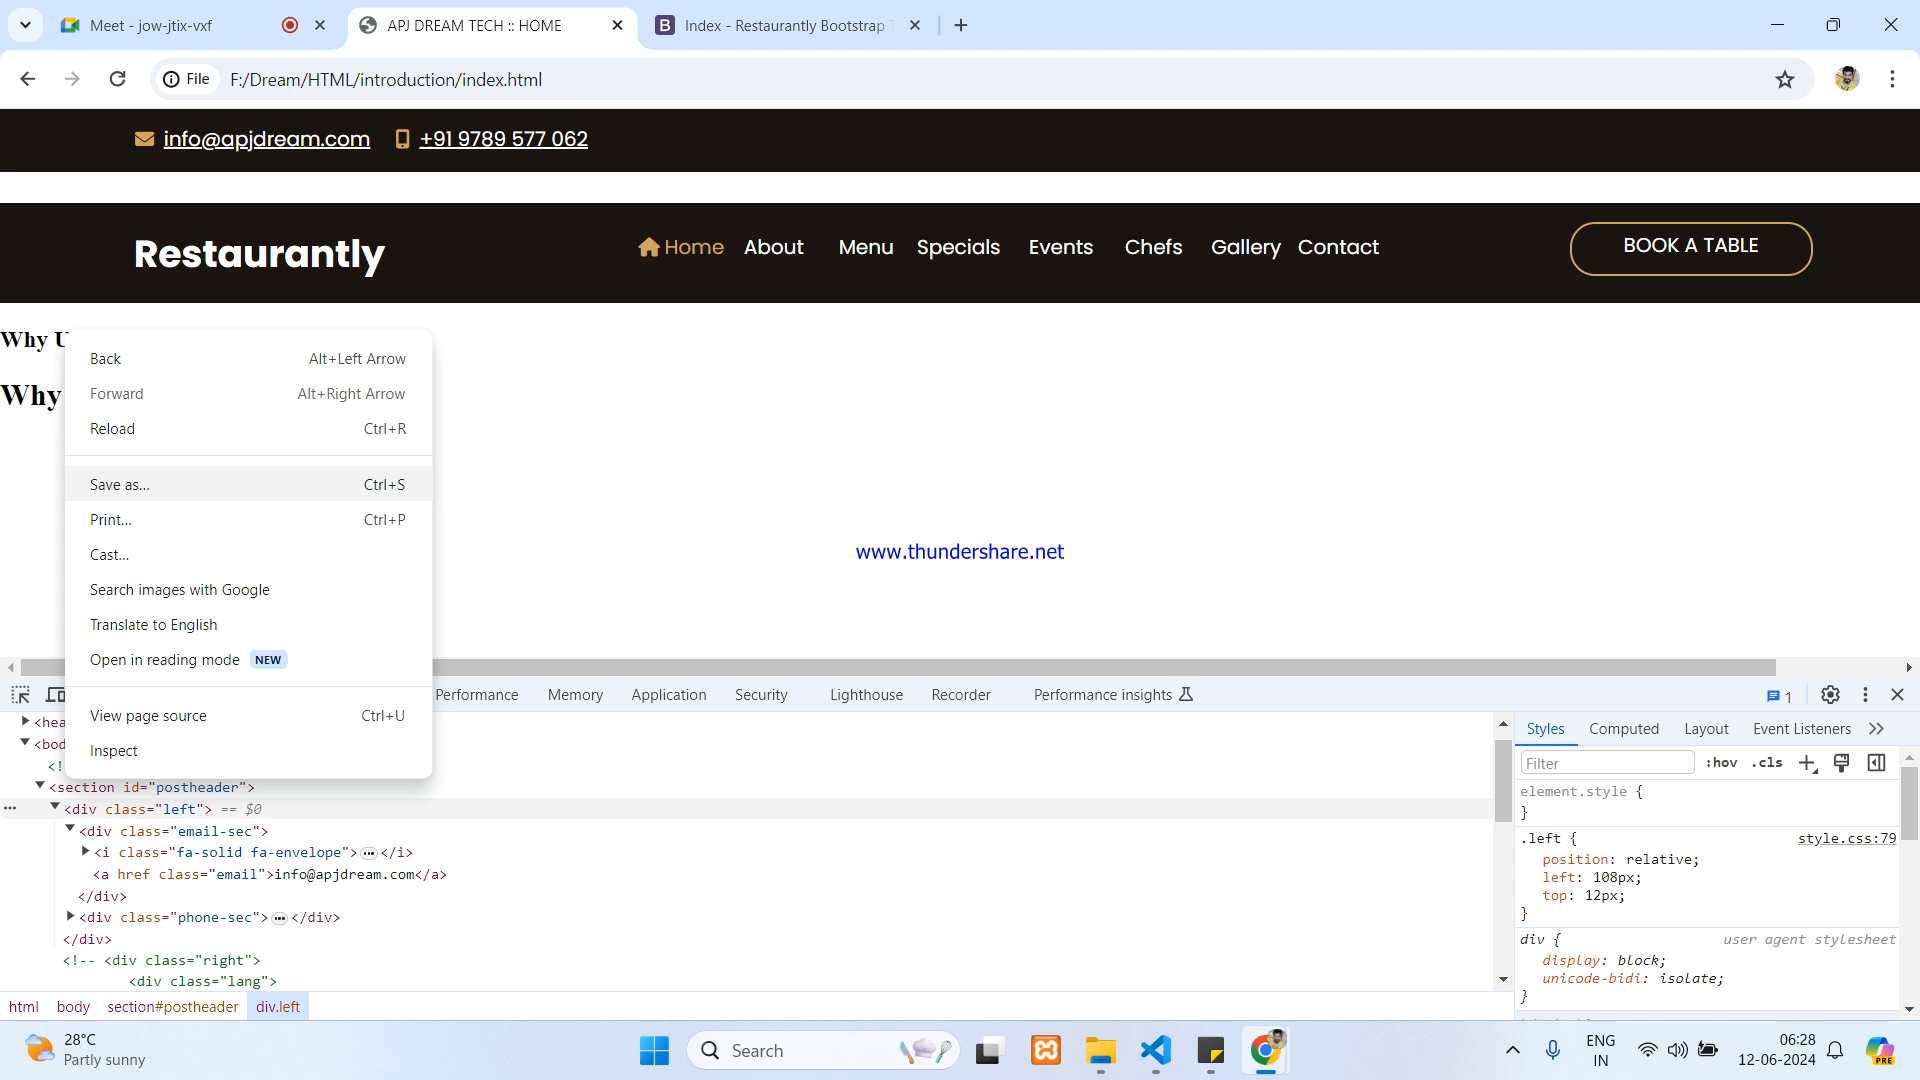 Meet - jow-jtix-vxf
APJ DREAM TECH :: HOME
Index - Restaurantly Bootstrap
File
F:/Dream/HTML/introduction/index.html
info@apjdream.com
+91 9789 577 062
Restaurantly
Home About Menu Specials Events Chefs Gallery Contact
BOOK A TABLE
Why U
Why
Back Alt+Left Arrow
Forward Alt+Right Arrow
Reload Ctrl+R
Save as... Ctrl+S
Print... Ctrl+P
Cast...
Search images with Google
Translate to English
Open in reading mode NEW
View page source Ctrl+U
Inspect
www.thundershare.net
Performance Memory Application Security Lighthouse Recorder Performance insights 1
<hea
<bod
<!
<section id="postheader">
<div class="left"> == $0
<div class="email-sec">
<i class="fa-solid fa-envelope"> ... </i>
<a href class="email">info@apjdream.com</a>
</div>
<div class="phone-sec"> ... </div>
</div>
<!-- <div class="right">
<div class="lang">
html body section#postheader div.left
Styles Computed Layout Event Listeners
Filter :hov .cls
element.style {
}
.left { style.css:79
position: relative;
left: 108px;
top: 12px;
}
div { user agent stylesheet
display: block;
unicode-bidi: isolate;
}
28°C
Partly sunny
Search
ENG
IN
06:28
12-06-2024
PRE